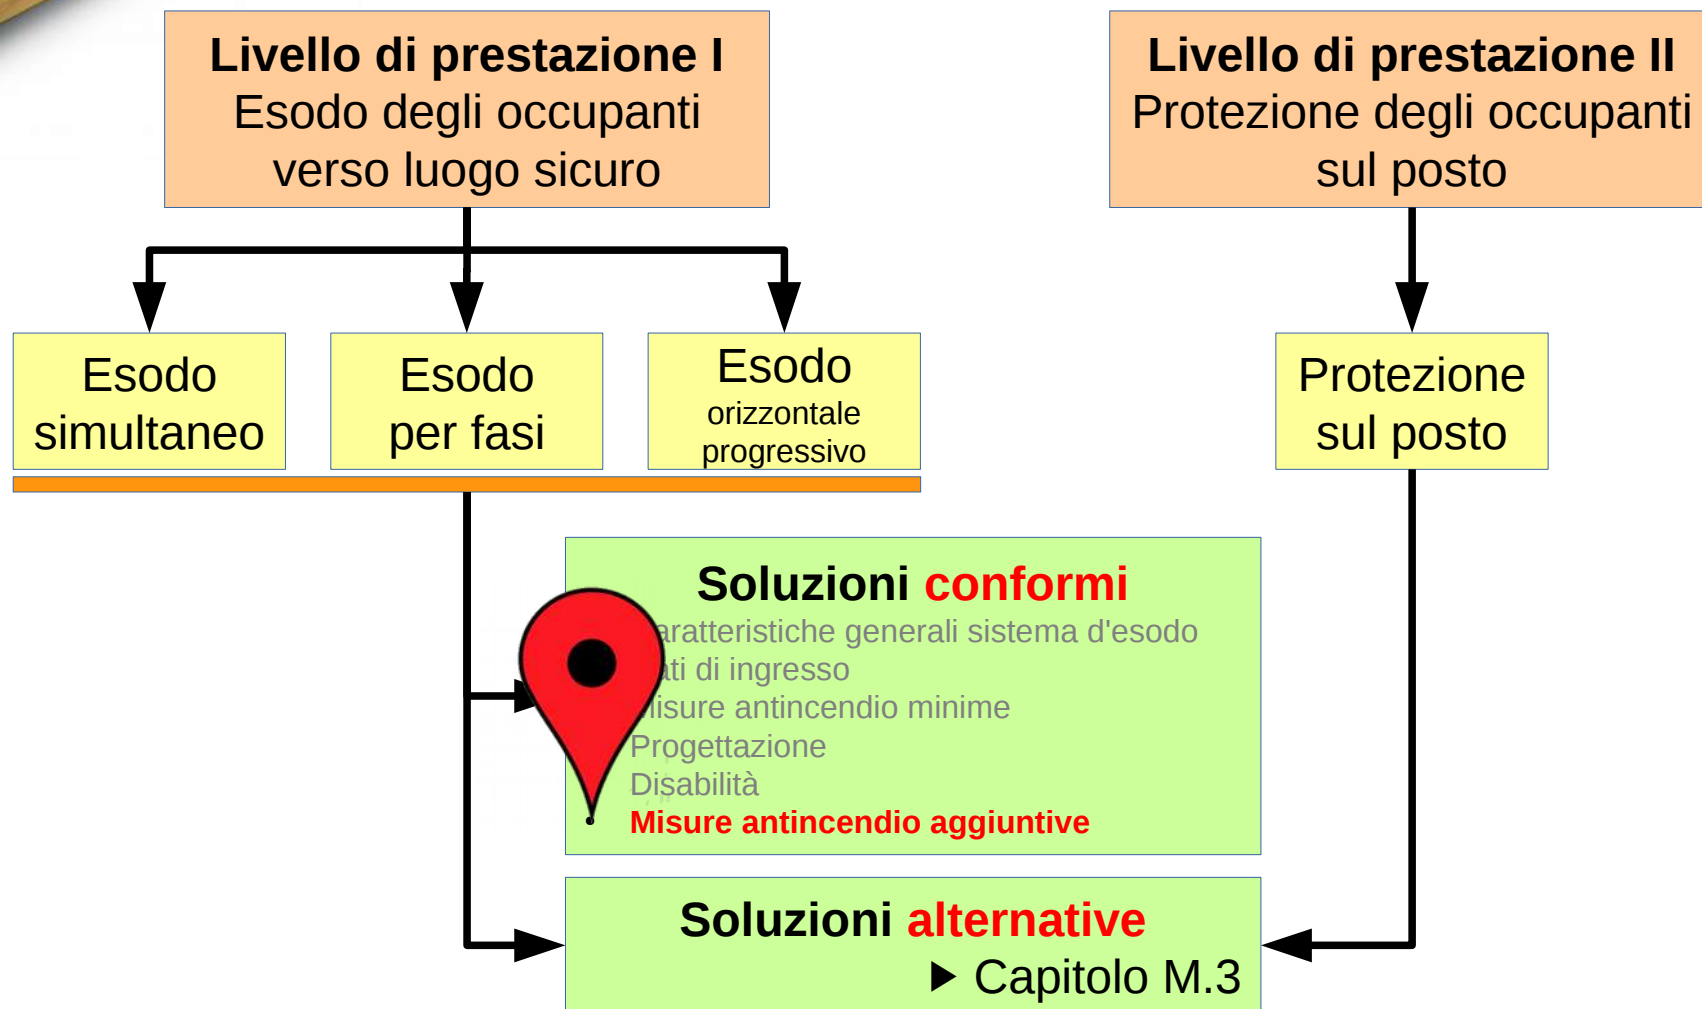 Livello di prestazione I
Esodo degli occupanti
verso luogo sicuro
Livello di prestazione II
Protezione degli occupanti
sul posto
Esodo
simultaneo
Esodo
per fasi
Esodo
orizzontale
progressivo
Protezione
sul posto
Soluzioni conformi
aratteristiche generali sistema d'esodo
ati di ingresso
isure antincendio minime
Progettazione
Disabilità
Misure antincendio aggiuntive
Soluzioni alternative
▶ Capitolo M.3